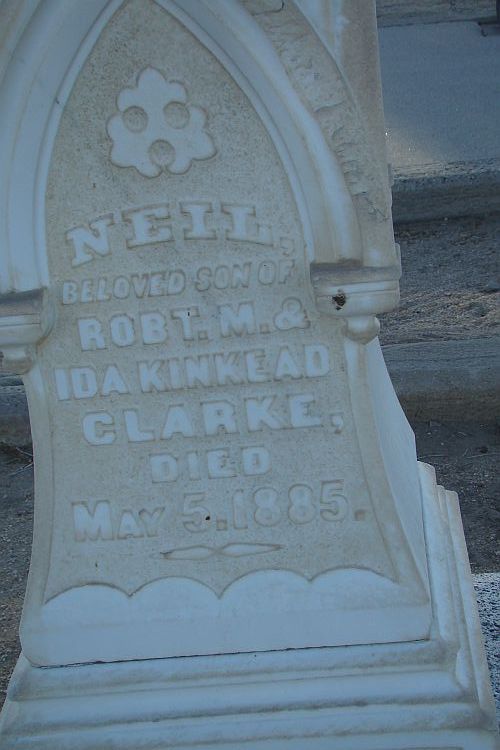 NEIL,
BELOVED SON OF
ROBT. M. &
IDA KINKEAD
CLARKE,
DIED
MAY 5. 1885.